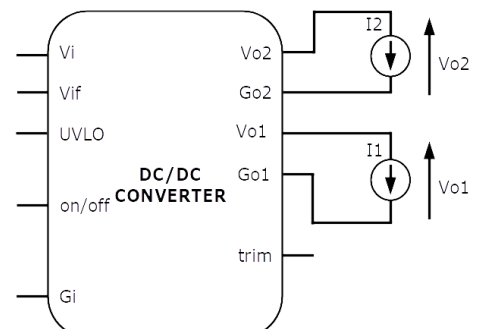 I2
Vi
Vo2
Vo2
Vif
Go2
UVLO
Vo1
I1
DC/DC
CONVERTER
Go1
Vo1
on/off
trim
Gi